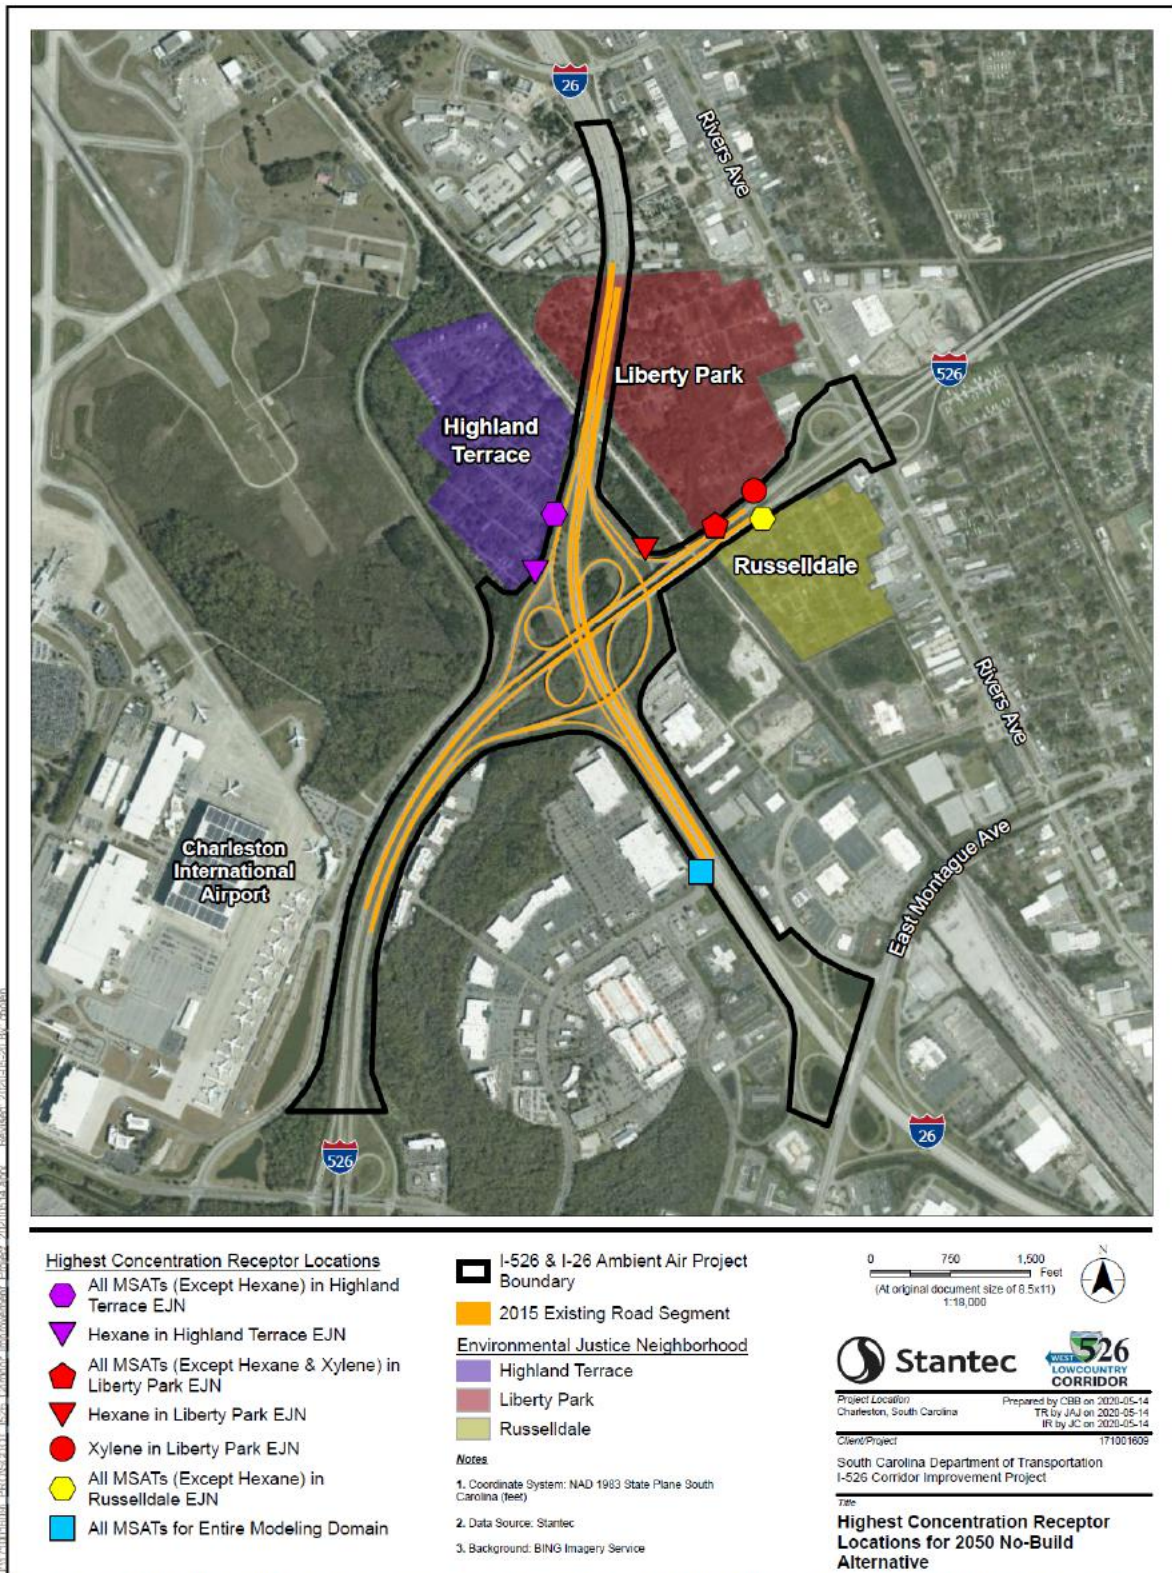 26
Rivers Ave
526
Liberty Park
Highland
Terrace
Russelldale
Rivers Ave
Charleston
International
Airport
East Montague Ave
526
26
Highest Concentration Receptor Locations
All MSATs (Except Hexane) in Highland
Terrace EJN
Hexane in Highland Terrace EJN
All MSATs (Except Hexane & Xylene) in
Liberty Park EJN
Hexane in Liberty Park EJN
Xylene in Liberty Park EJN
All MSATs (Except Hexane) in
Russelldale EJN
All MSATs for Entire Modeling Domain
I-526 & I-26 Ambient Air Project
Boundary
2015 Existing Road Segment
Environmental Justice Neighborhood
Highland Terrace
Liberty Park
Russelldale
Notes
1. Coordinate System: NAD 1983 State Plane South
Carolina (feet)
2. Data Source: Stantec
3. Background: BING Imagery Service
0 750 1,500
Feet
(At original document size of 8.5x11)
1:18,000
N
Stantec
WEST 526
LOWCOUNTRY
CORRIDOR
Project Location
Charleston, South Carolina
Prepared by CBB on 2020-05-14
TR by JAJ on 2020-05-14
IR by JC on 2020-05-14
Client/Project 171001609
South Carolina Department of Transportation
I-526 Corridor Improvement Project
Title
Highest Concentration Receptor
Locations for 2050 No-Build
Alternative